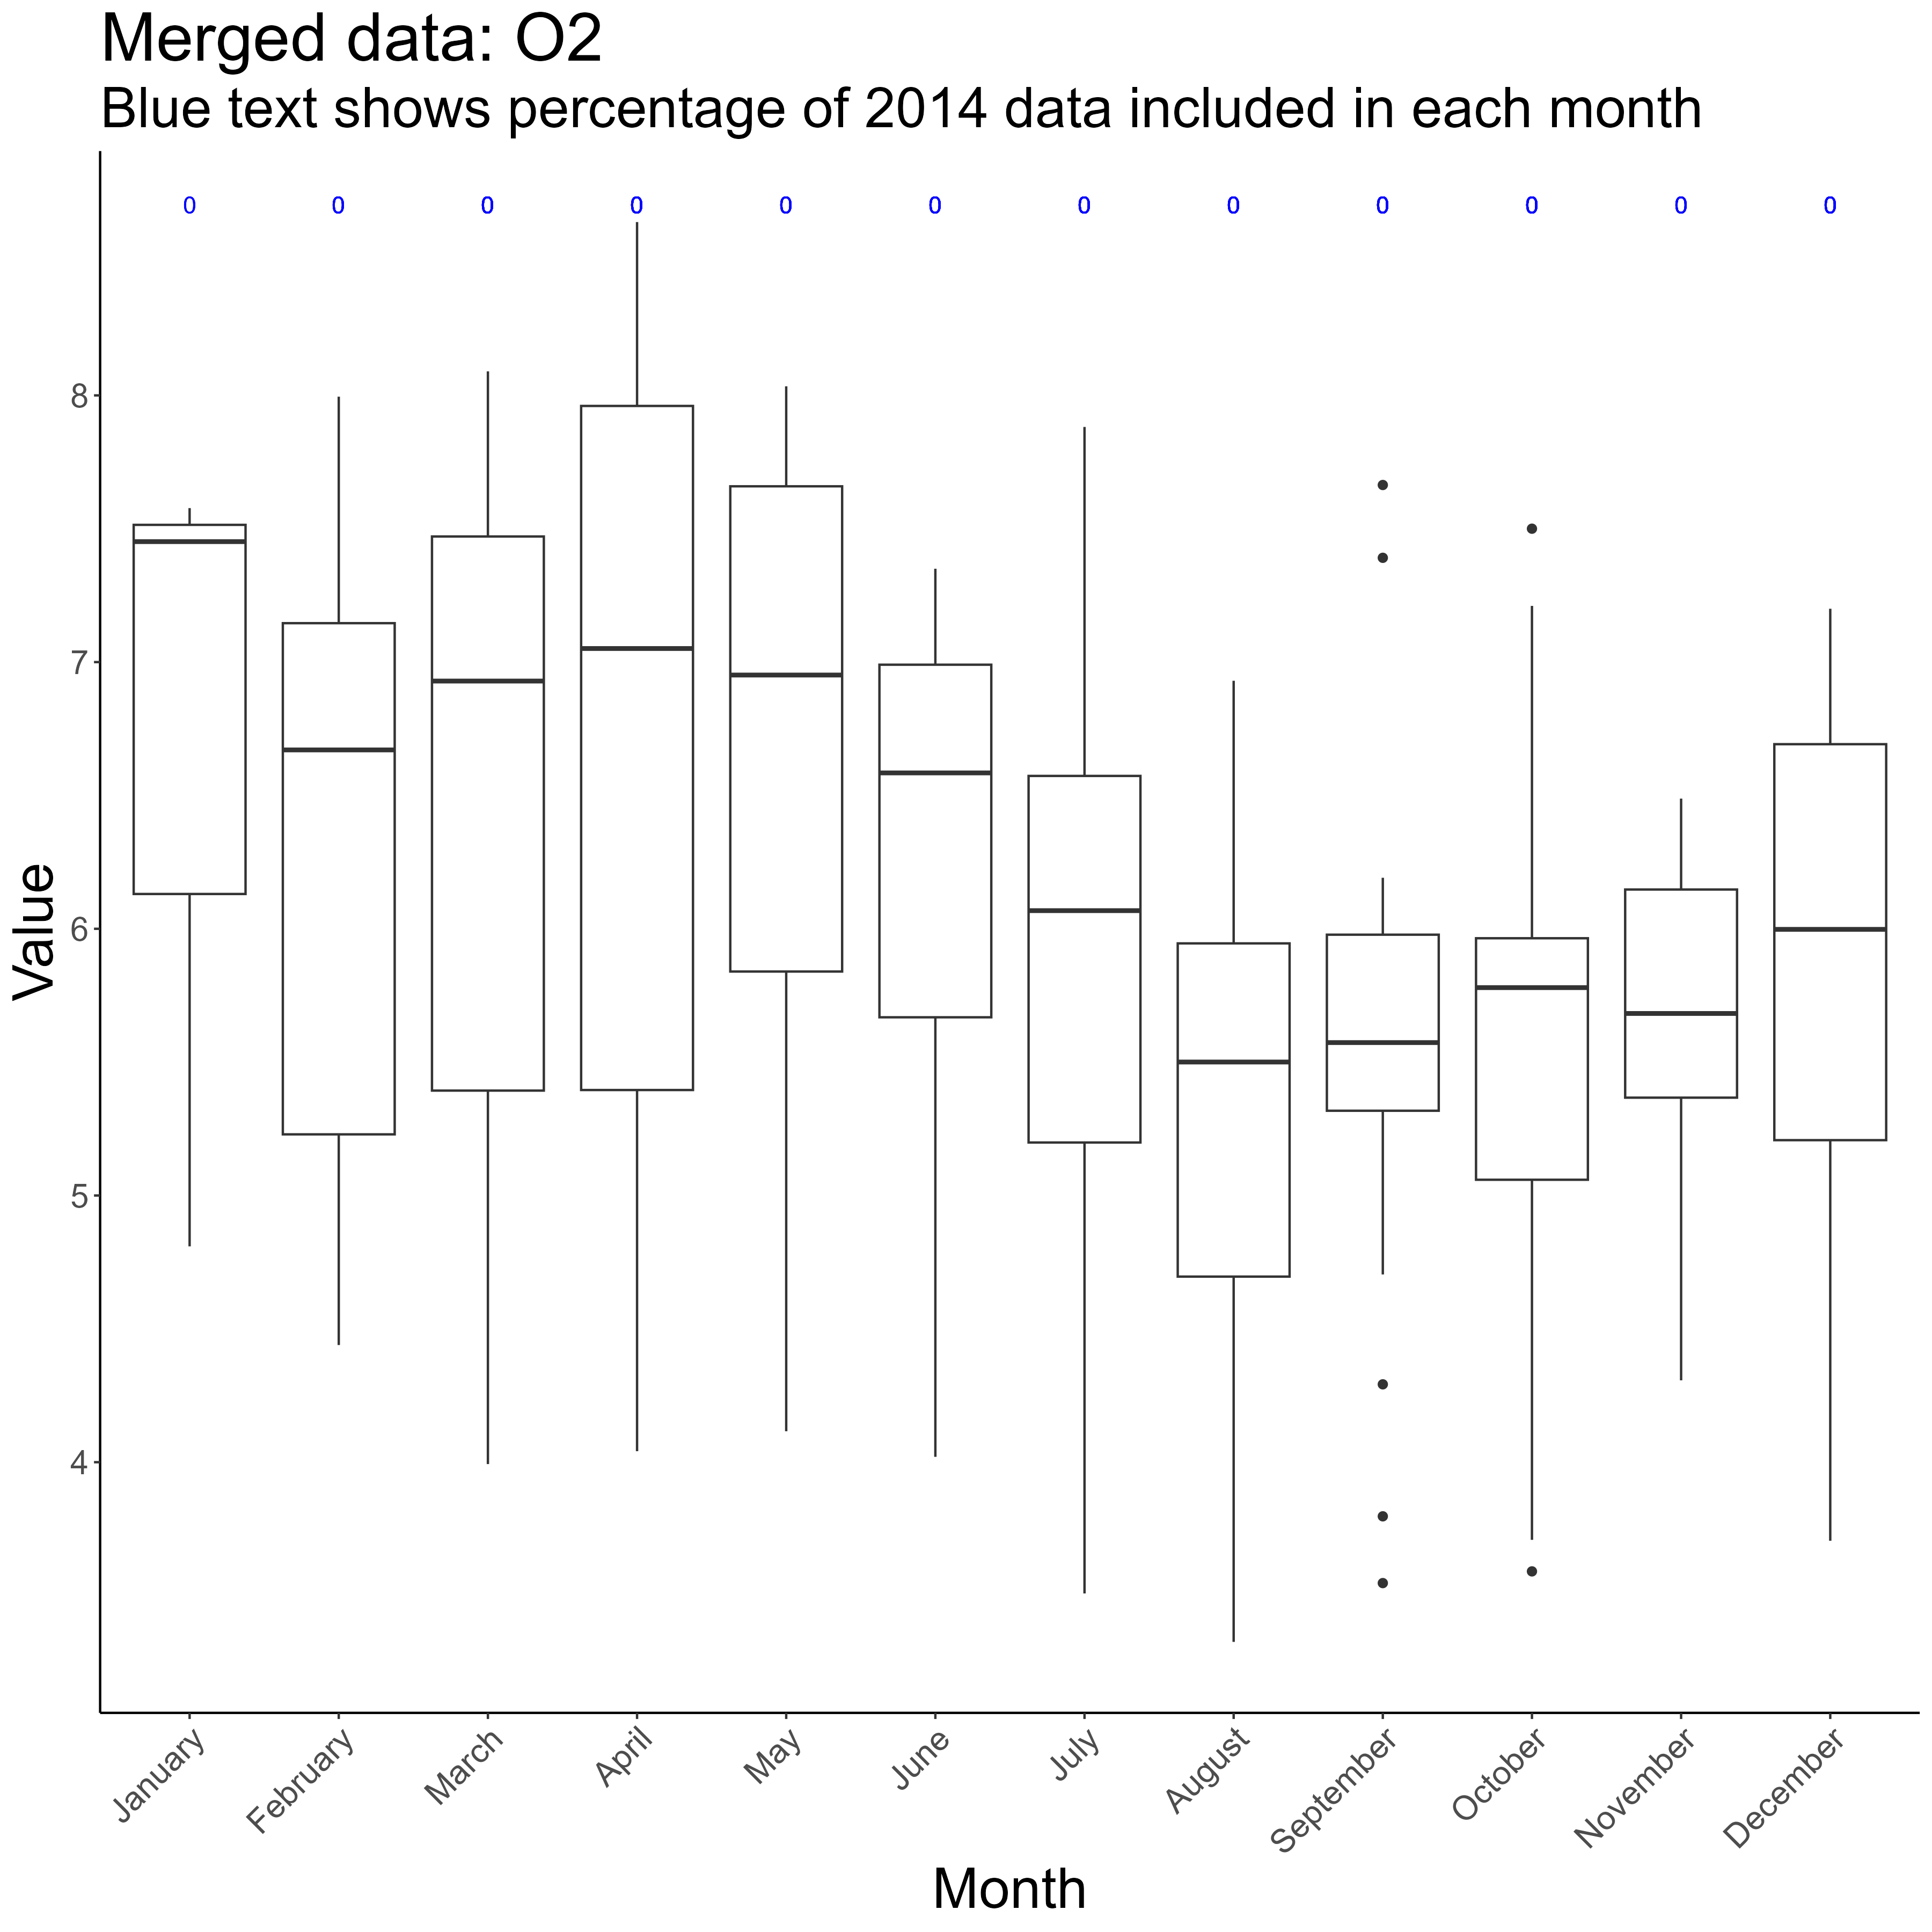 Merged data: O2
Blue text shows percentage of 2014 data included in each month
0 0 0 0 0 0 0 0 0 0 0 0
8
7
6
5
4
Value
January February March April May June July August September October November December
Month